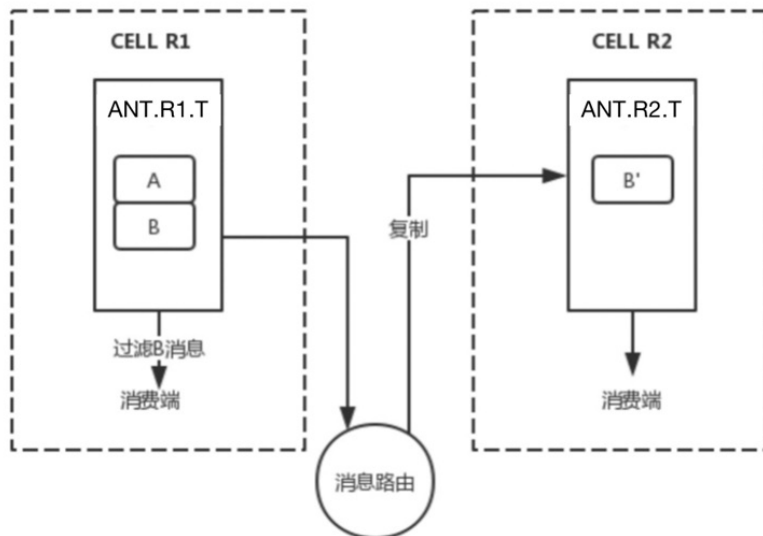 CELL R1
CELL R2
ANT.R1.T
ANT.R2.T
A
B
B'
复制
过滤B消息
消费端
消费端
消息路由